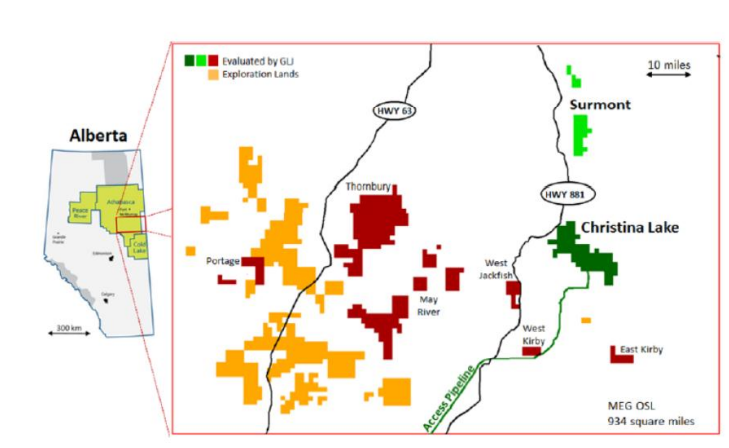 Evaluated by GLJ
Exploration Lands
10 miles
Surmont
HWY 63
Alberta
Thornbury
HWY 881
Athabasca
Peace
River
Christina Lake
Cold
Lake
Edmonton
Calgary
Portage
West
Jackfish
May
River
300 km
West
Kirby
East Kirby
Access Pipeline
MEG OSL
934 square miles